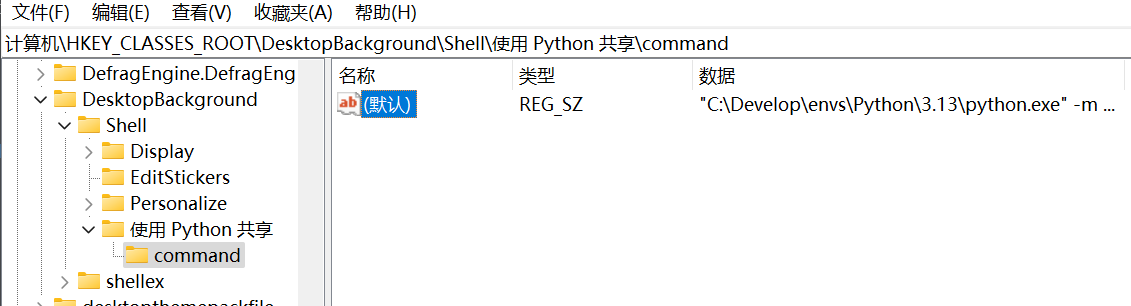 文件(F) 编辑(E) 查看(V) 收藏夹(A) 帮助(H)
计算机\HKEY_CLASSES_ROOT\DesktopBackground\Shell\使用 Python 共享\command
DefragEngine.DefragEng
DesktopBackground
Shell
Display
EditStickers
Personalize
使用 Python 共享
command
shellex
desktopthemepackfile
名称 类型 数据
ab (默认) REG_SZ "C:\Develop\envs\Python\3.13\python.exe" -m ...